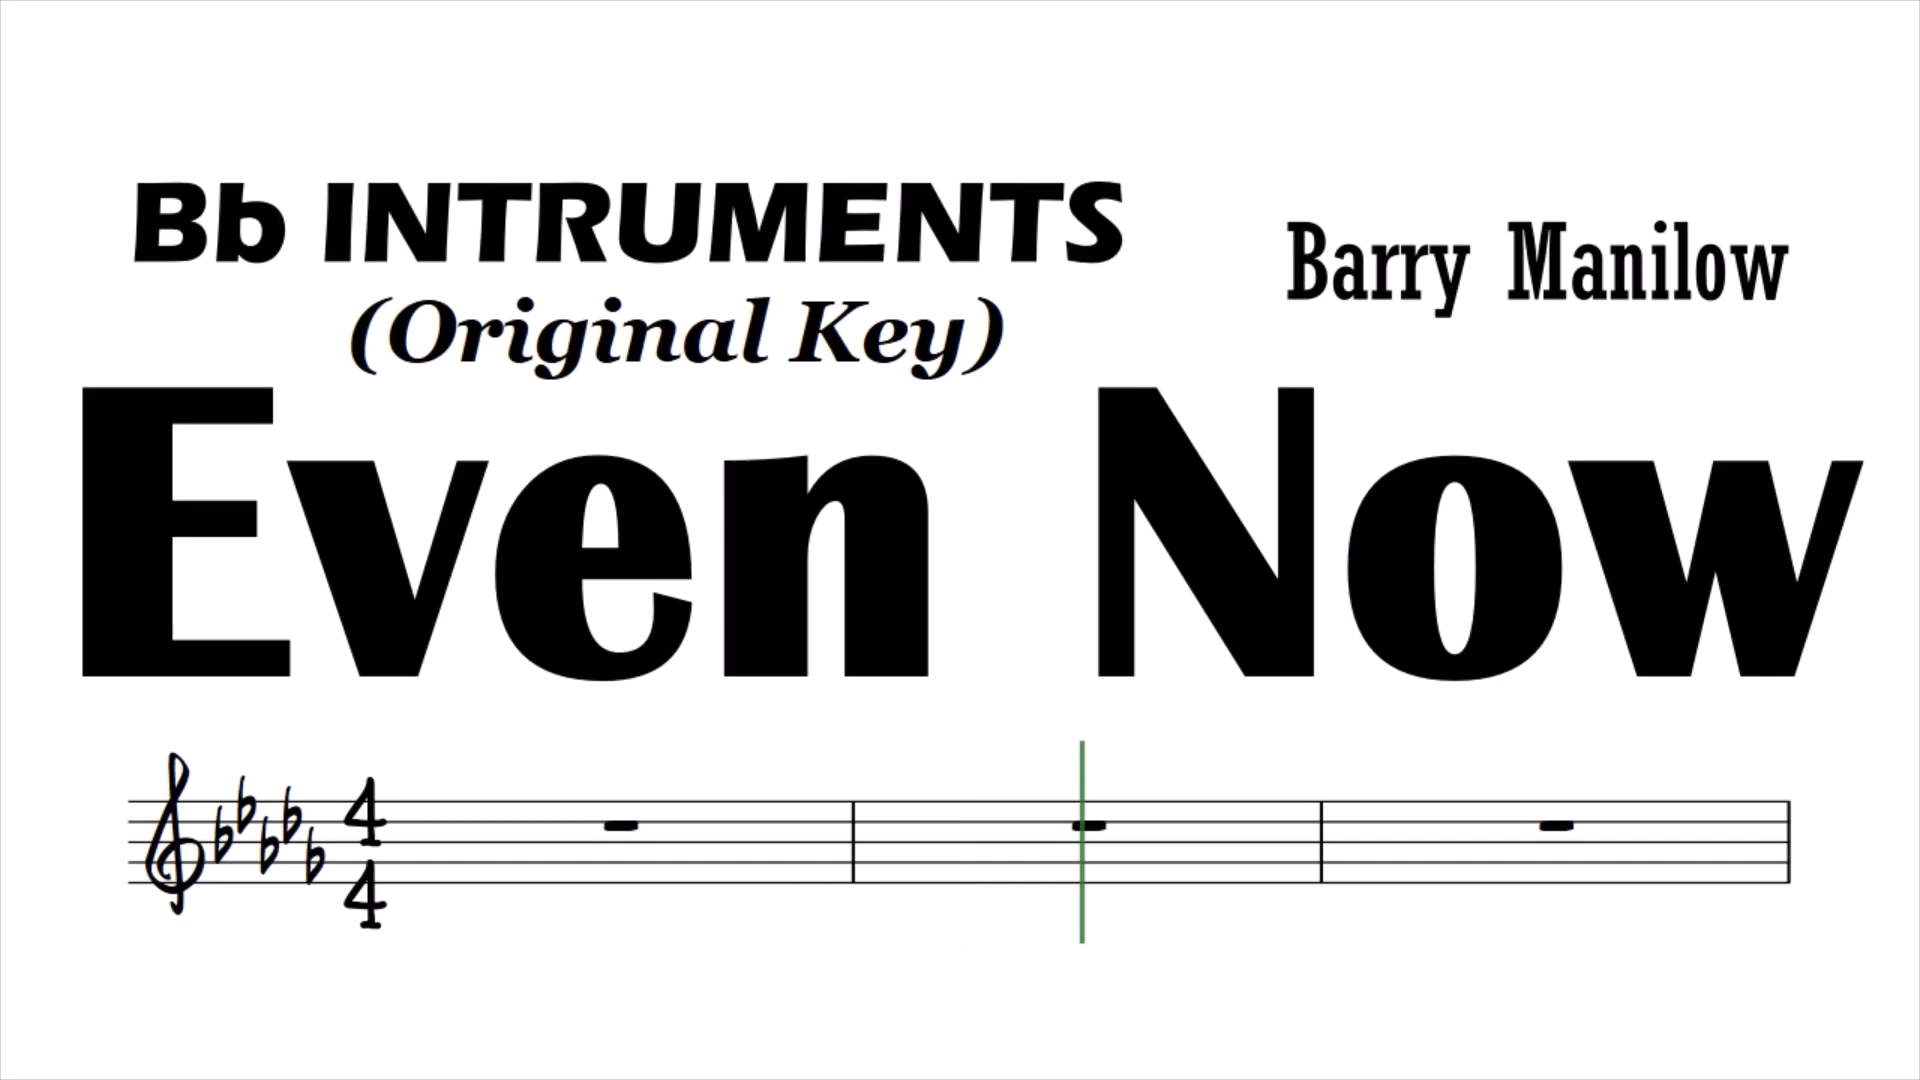 Bb INTRUMENTS
Barry Manilow
(Original Key)
Even Now
4
4